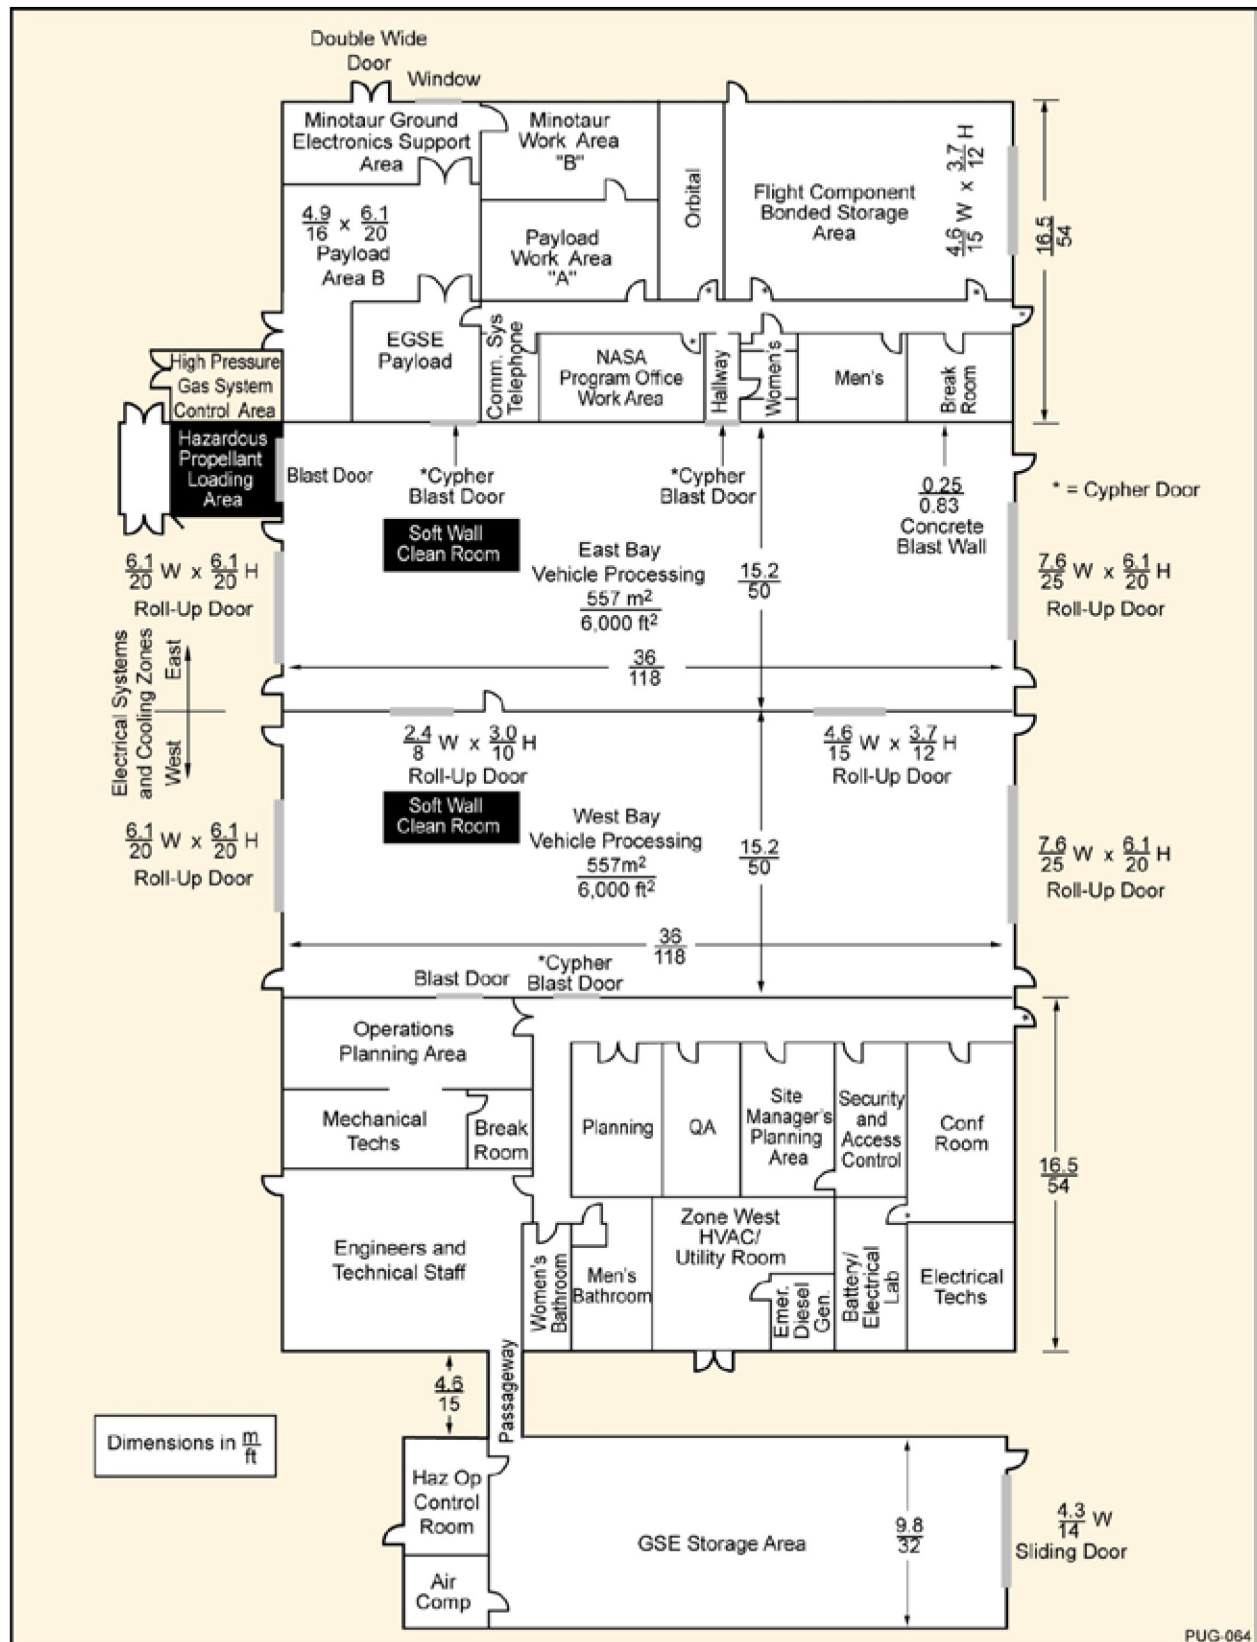 Double Wide
Door
Window
Minotaur Ground
Electronics Support
Area
Minotaur
Work Area
"B"
Orbital
Flight Component
Bonded Storage
Area
4.6 W x 3.7 H
15 12
16.5
54
4.9 x 6.1
16 20
Payload
Area B
Payload
Work Area
"A"
*
*
*
*
EGSE
Payload
Comm. Sys
Telephone
NASA
Program Office
Work Area
*
Hallway
Women's
Men's
Break
Room
High Pressure
Gas System
Control Area
Hazardous
Propellant
Loading
Area
Blast Door
*Cypher
Blast Door
*Cypher
Blast Door
0.25
0.83
Concrete
Blast Wall
* = Cypher Door
Soft Wall
Clean Room
East Bay
Vehicle Processing
557 m²
6,000 ft²
15.2
50
6.1 W x 6.1 H
20 20
Roll-Up Door
7.6 W x 6.1 H
25 20
Roll-Up Door
36
118
Electrical Systems
and Cooling Zones
East
West
2.4 W x 3.0 H
8 10
Roll-Up Door
4.6 W x 3.7 H
15 12
Roll-Up Door
Soft Wall
Clean Room
West Bay
Vehicle Processing
557m²
6,000 ft²
15.2
50
6.1 W x 6.1 H
20 20
Roll-Up Door
7.6 W x 6.1 H
25 20
Roll-Up Door
36
118
Blast Door
*Cypher
Blast Door
*
Operations
Planning Area
Mechanical
Techs
Break
Room
Planning
QA
Site
Manager's
Planning
Area
Security
and
Access
Control
Conf
Room
16.5
54
Engineers and
Technical Staff
Women's
Bathroom
Men's
Bathroom
Zone West
HVAC/
Utility Room
Emer.
Diesel
Gen.
Battery/
Electrical
Lab
*
Electrical
Techs
4.6
15
Passageway
Dimensions in m
ft
Haz Op
Control
Room
Air
Comp
GSE Storage Area
9.8
32
4.3 W
14
Sliding Door
PUG-064